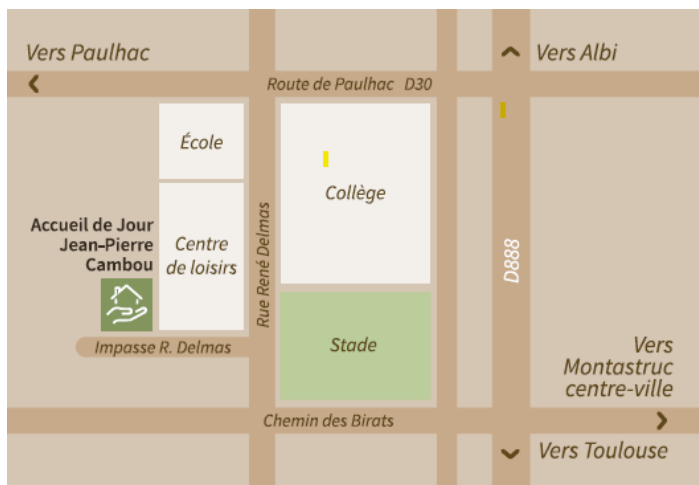 Vers Paulhac
Vers Albi
Route de Paulhac D30
École
Collège
Accueil de Jour
Jean-Pierre
Cambou
Centre
de loisirs
Rue René Delmas
D888
Impasse R. Delmas
Stade
Vers
Montastruc
centre-ville
Chemin des Birats
Vers Toulouse